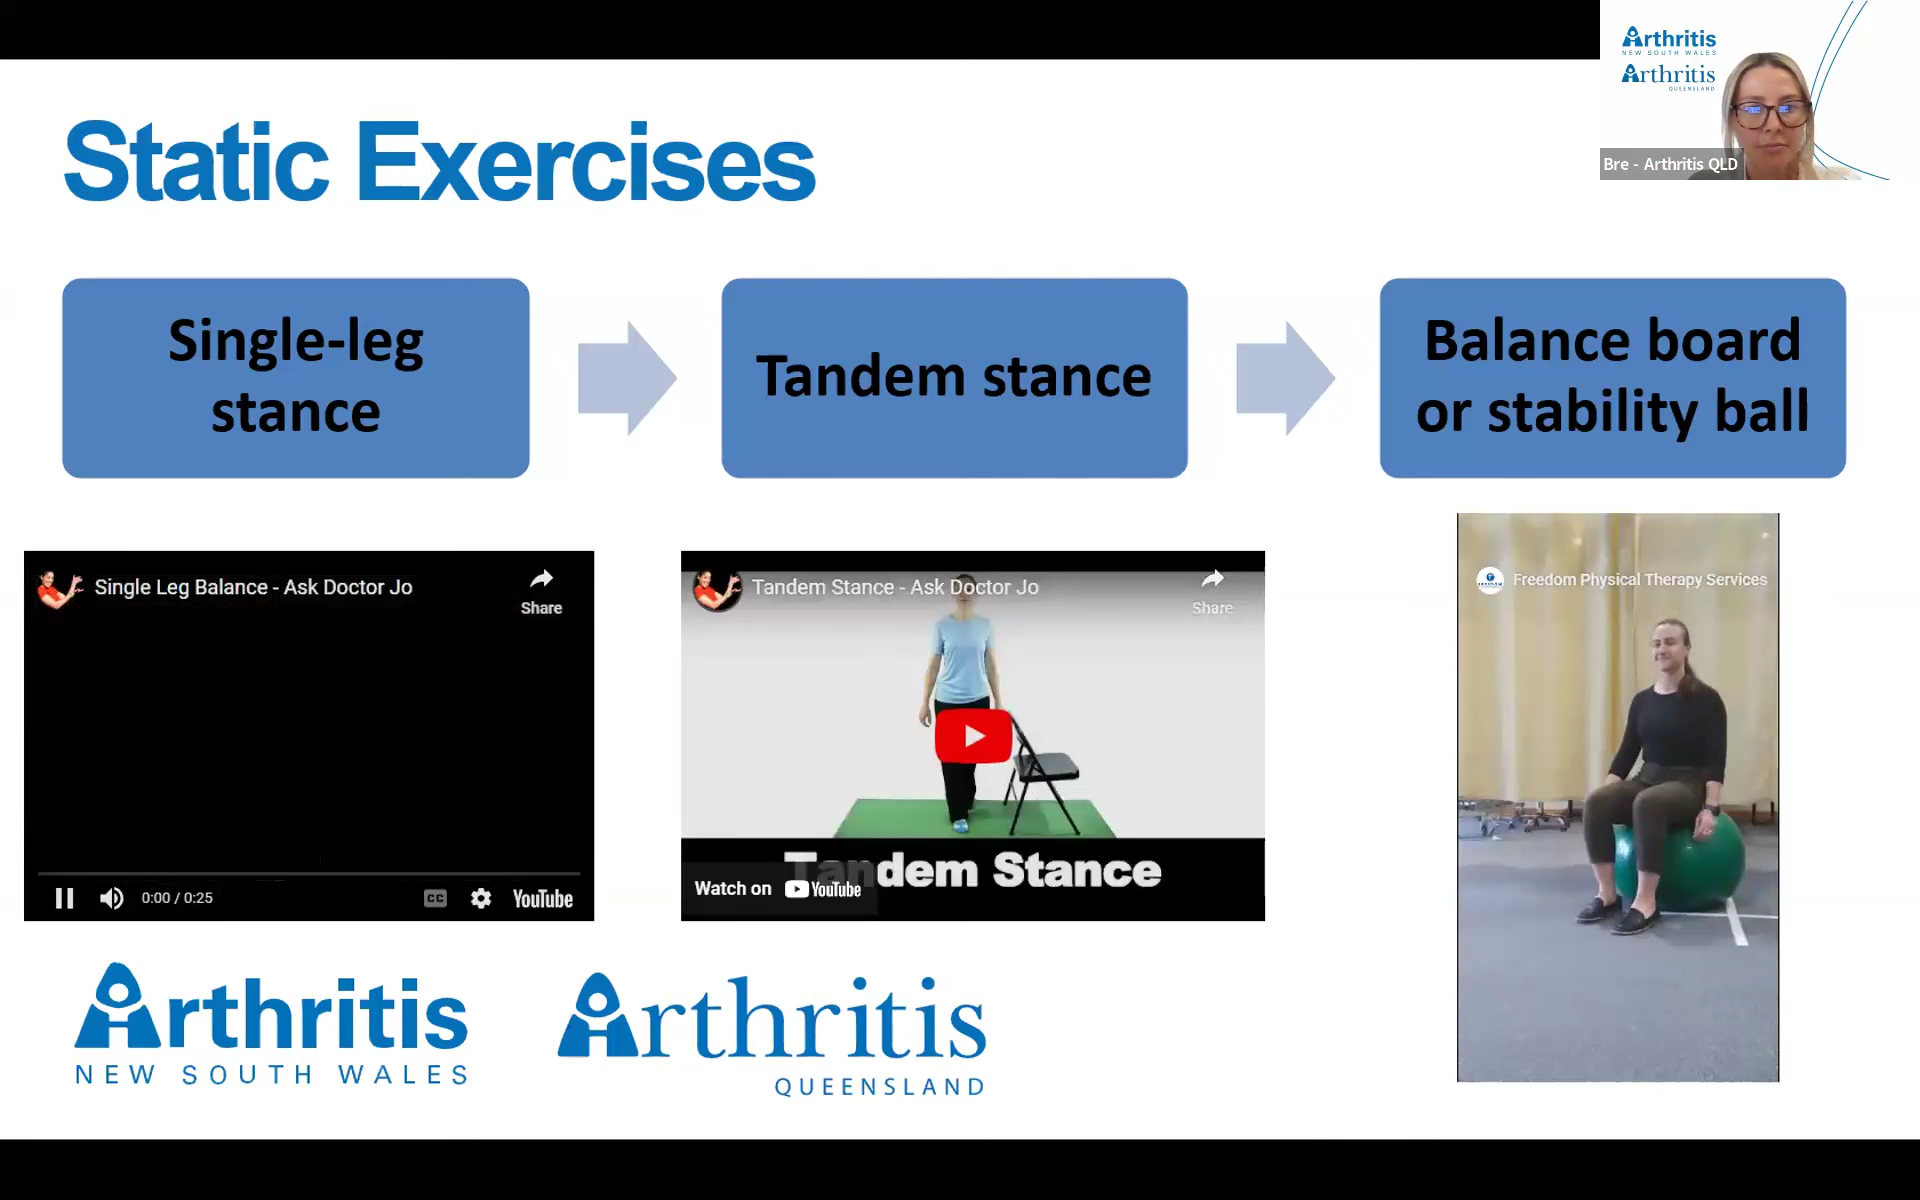 Arthritis
NEW SOUTH WALES
Arthritis
QUEENSLAND
Bre - Arthritis QLD
Static Exercises
Single-leg
stance
Tandem stance
Balance board
or stability ball
Single Leg Balance - Ask Doctor Jo
Share
0:00 / 0:25
CC
YouTube
Tandem Stance - Ask Doctor Jo
Share
Tandem Stance
Watch on YouTube
Freedom Physical Therapy Services
Arthritis
NEW SOUTH WALES
Arthritis
QUEENSLAND